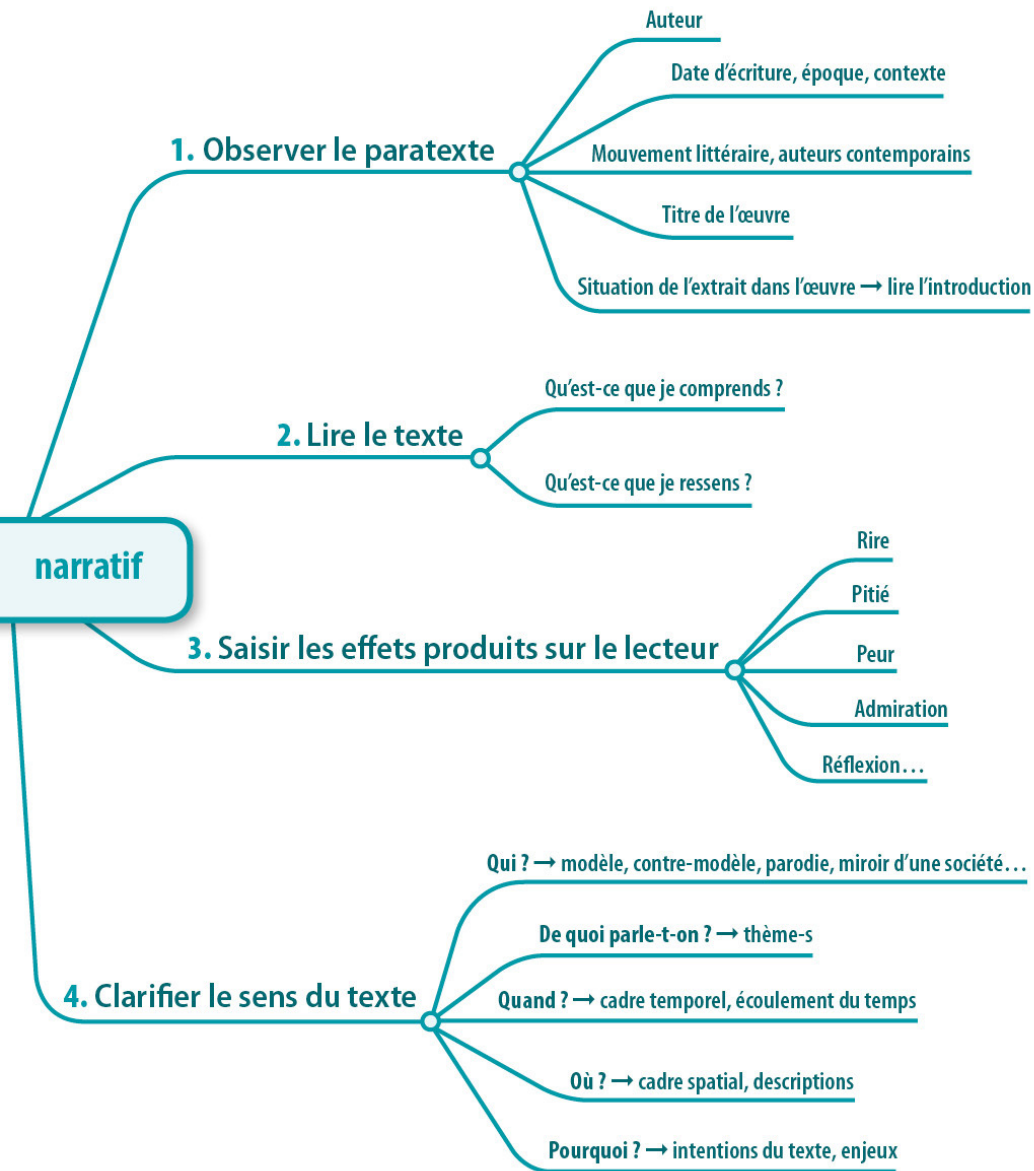 Auteur
Date d’écriture, époque, contexte
1. Observer le paratexte
Mouvement littéraire, auteurs contemporains
Titre de l’œuvre
Situation de l’extrait dans l’œuvre → lire l’introduction
Qu’est-ce que je comprends ?
2. Lire le texte
Qu’est-ce que je ressens ?
narratif
Rire
Pitié
3. Saisir les effets produits sur le lecteur
Peur
Admiration
Réflexion…
Qui ? → modèle, contre-modèle, parodie, miroir d’une société…
De quoi parle-t-on ? → thème-s
4. Clarifier le sens du texte
Quand ? → cadre temporel, écoulement du temps
Où ? → cadre spatial, descriptions
Pourquoi ? → intentions du texte, enjeux